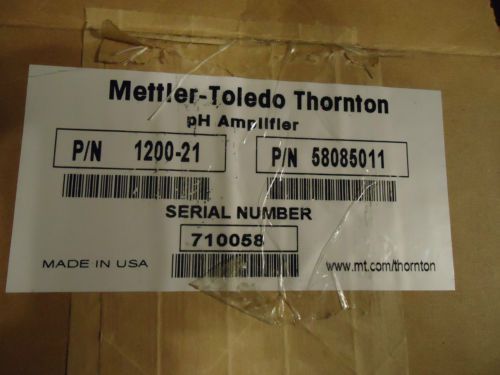 Mettler-Toledo Thornton
pH Amplifier
P/N 1200-21 P/N 58085011
SERIAL NUMBER
710058
MADE IN USA www.mt.com/thornton